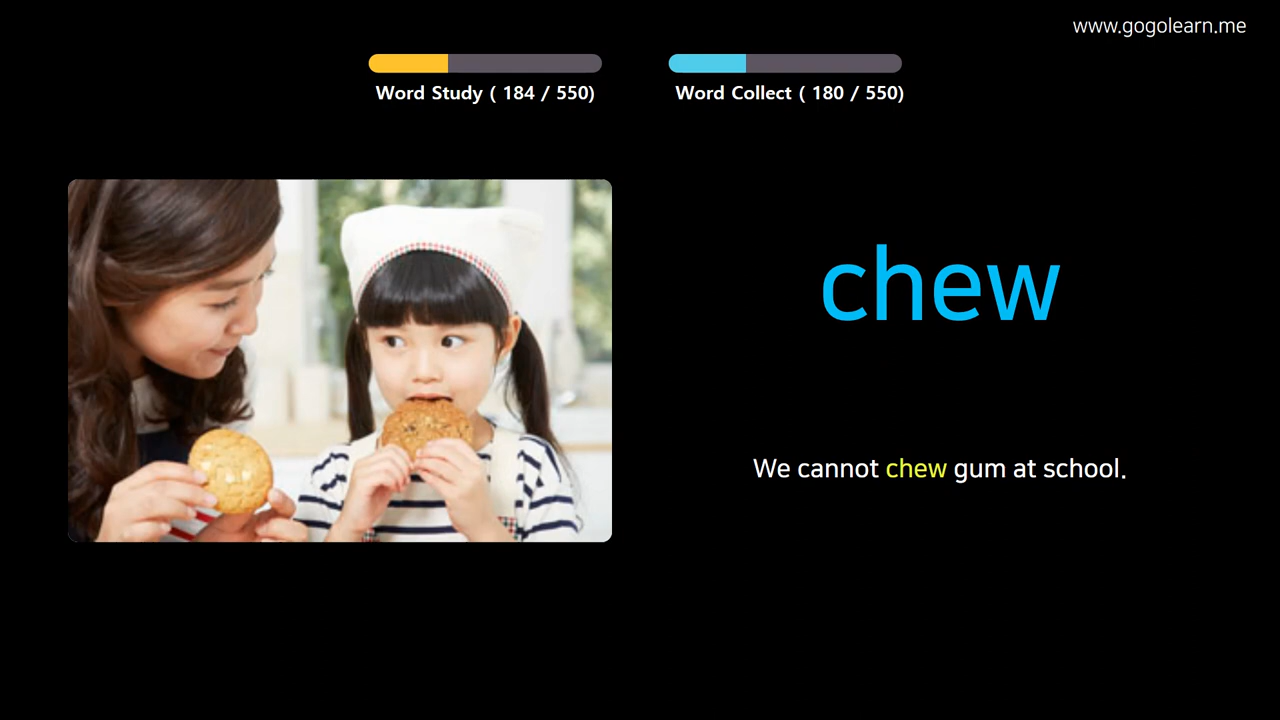 www.gogolearn.me
Word Study ( 184 / 550)
Word Collect ( 180 / 550)
chew
We cannot chew gum at school.